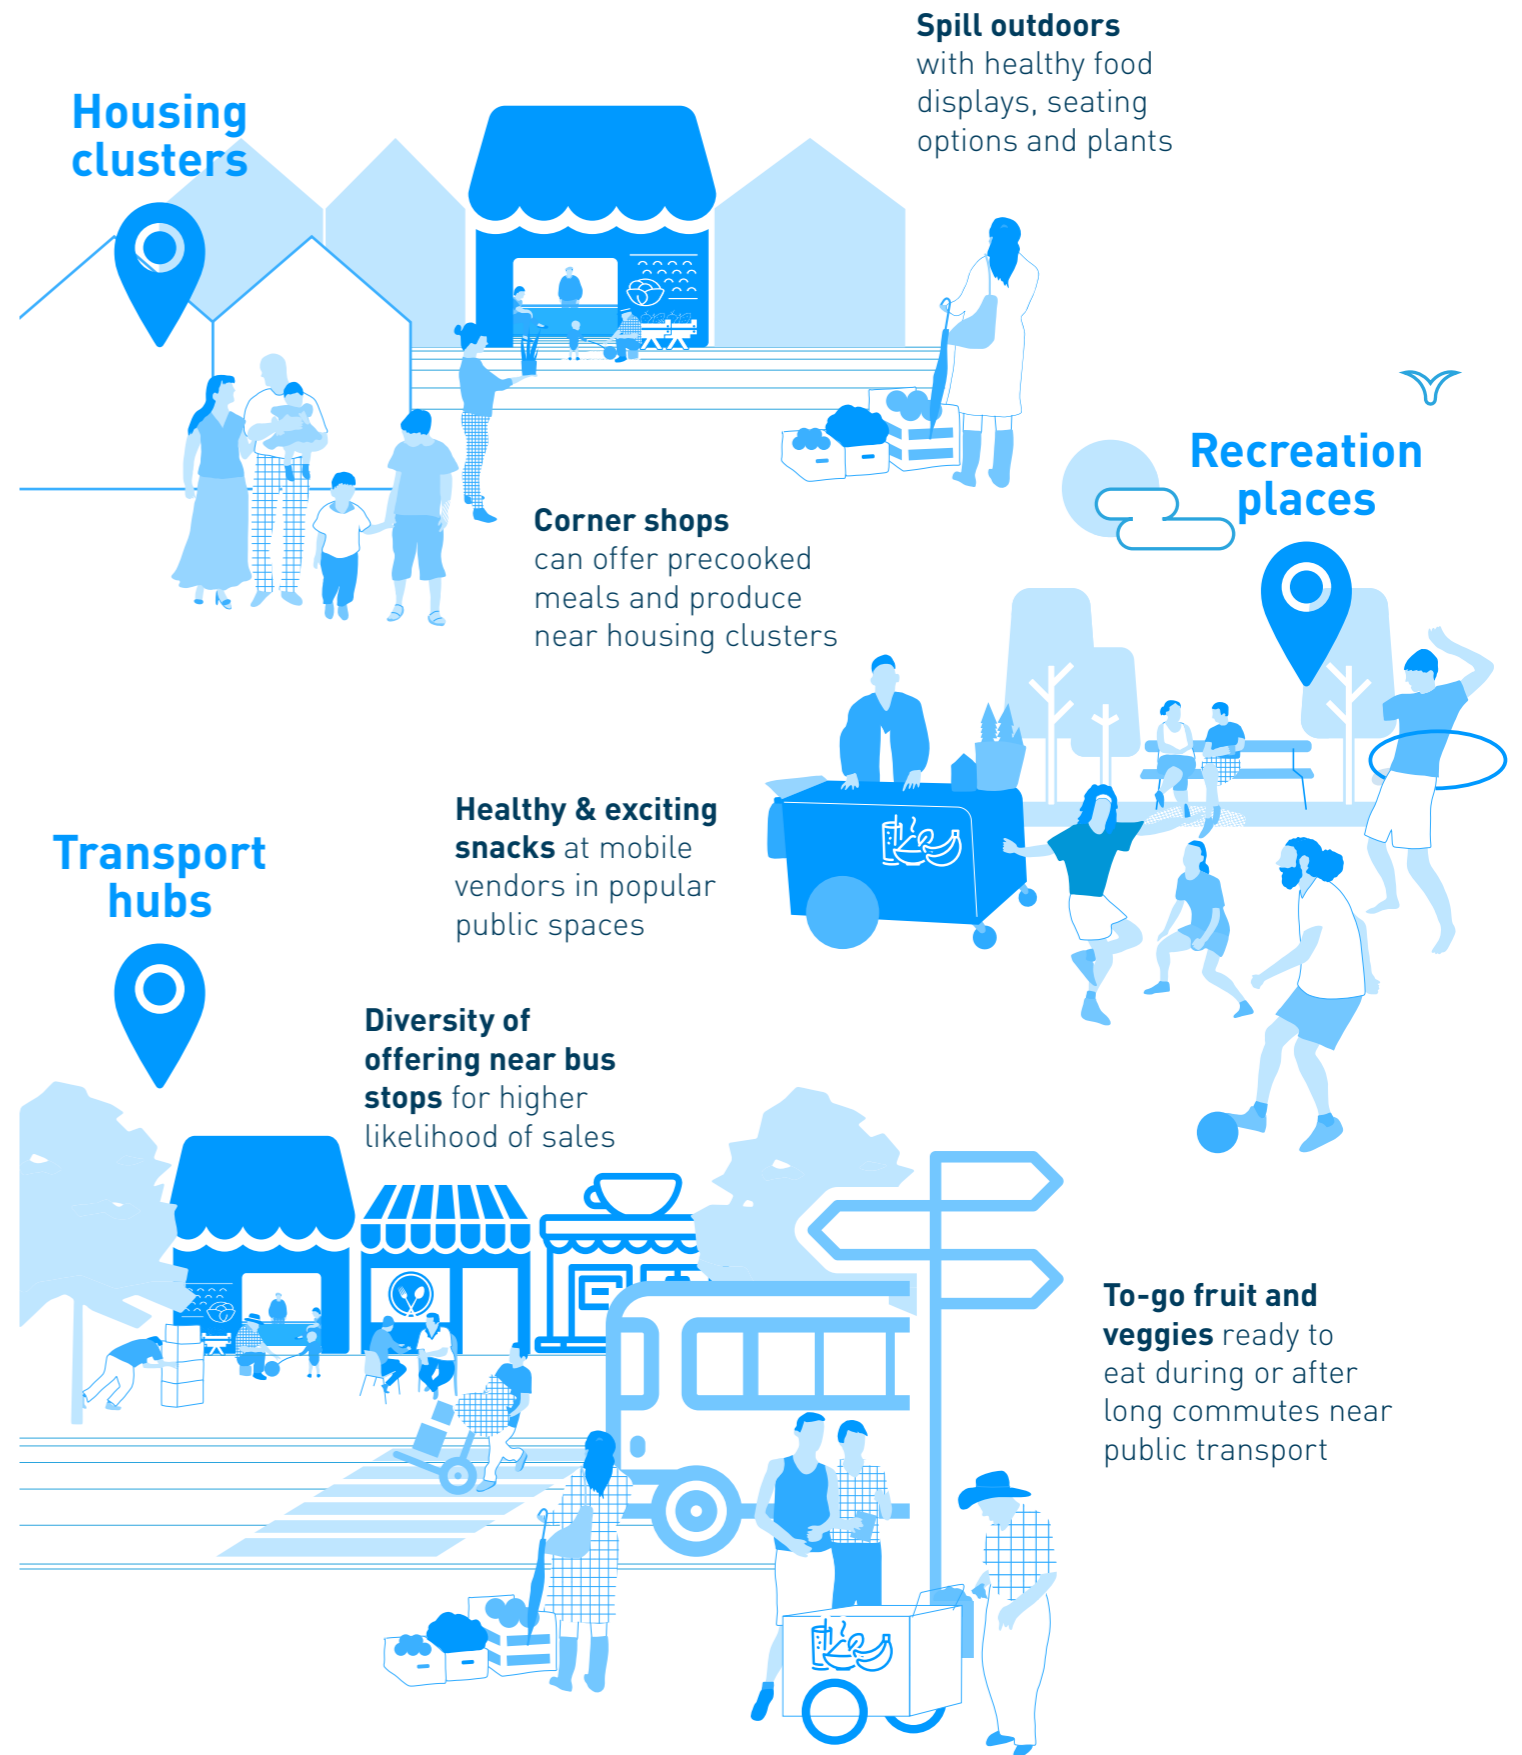 Spill outdoors
with healthy food
displays, seating
options and plants
Housing
clusters
Corner shops
can offer precooked
meals and produce
near housing clusters
Recreation
places
Healthy & exciting
snacks at mobile
vendors in popular
public spaces
Transport
hubs
Diversity of
offering near bus
stops for higher
likelihood of sales
To-go fruit and
veggies ready to
eat during or after
long commutes near
public transport